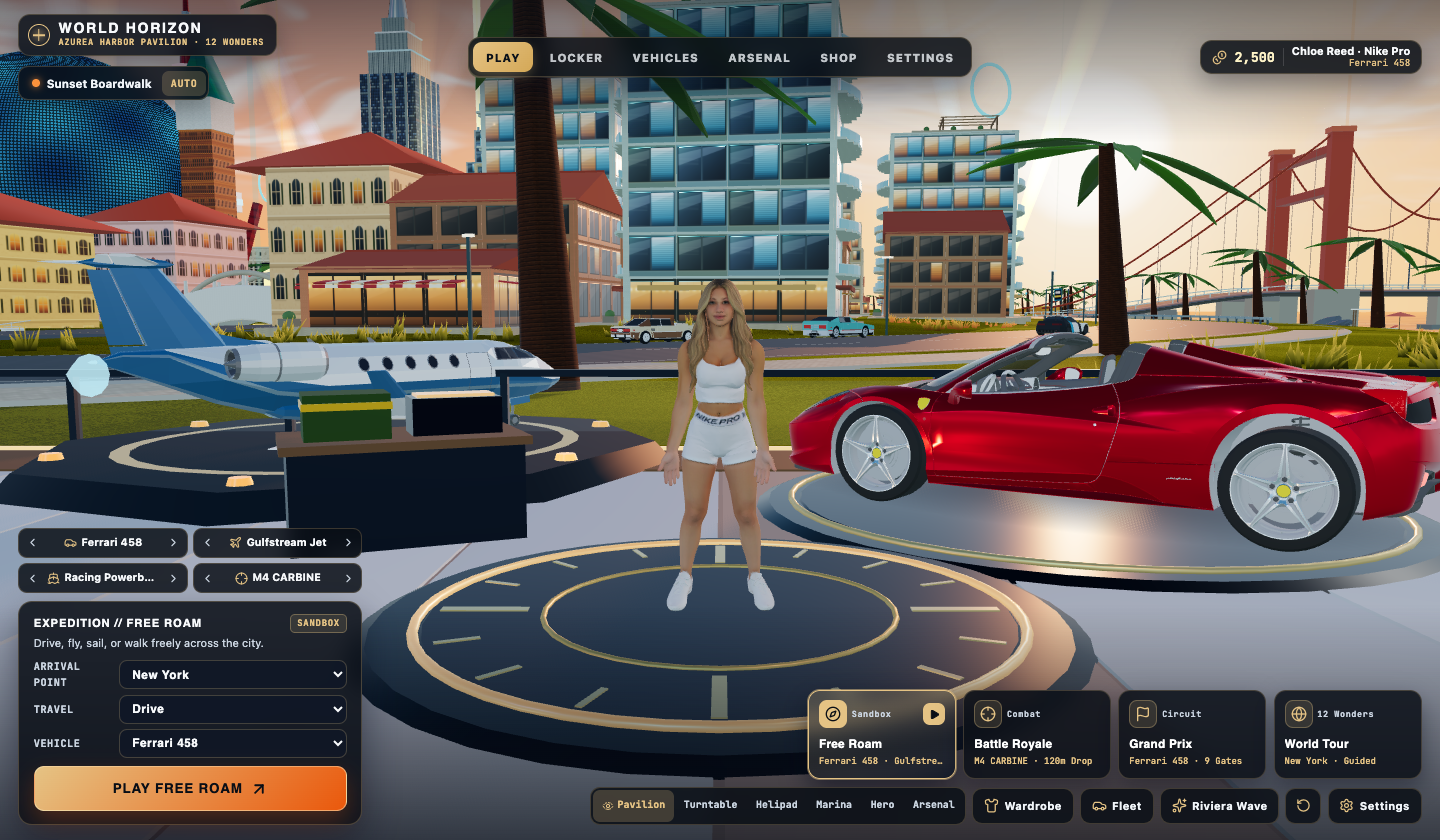 WORLD HORIZON
AZUREA HARBOR PAVILION · 12 WONDERS
Sunset Boardwalk AUTO
PLAY LOCKER VEHICLES ARSENAL SHOP SETTINGS
2,500 Chloe Reed · Nike Pro
Ferrari 458
NIKE PRO
Ferrari 458
Gulfstream Jet
Racing Powerb...
M4 CARBINE
EXPEDITION // FREE ROAM SANDBOX
Drive, fly, sail, or walk freely across the city.
ARRIVAL POINT New York
TRAVEL Drive
VEHICLE Ferrari 458
PLAY FREE ROAM
Sandbox
Free Roam
Ferrari 458 · Gulfstre…
Combat
Battle Royale
M4 CARBINE · 120m Drop
Circuit
Grand Prix
Ferrari 458 · 9 Gates
12 Wonders
World Tour
New York · Guided
Pavilion Turntable Helipad Marina Hero Arsenal
Wardrobe Fleet Riviera Wave Settings